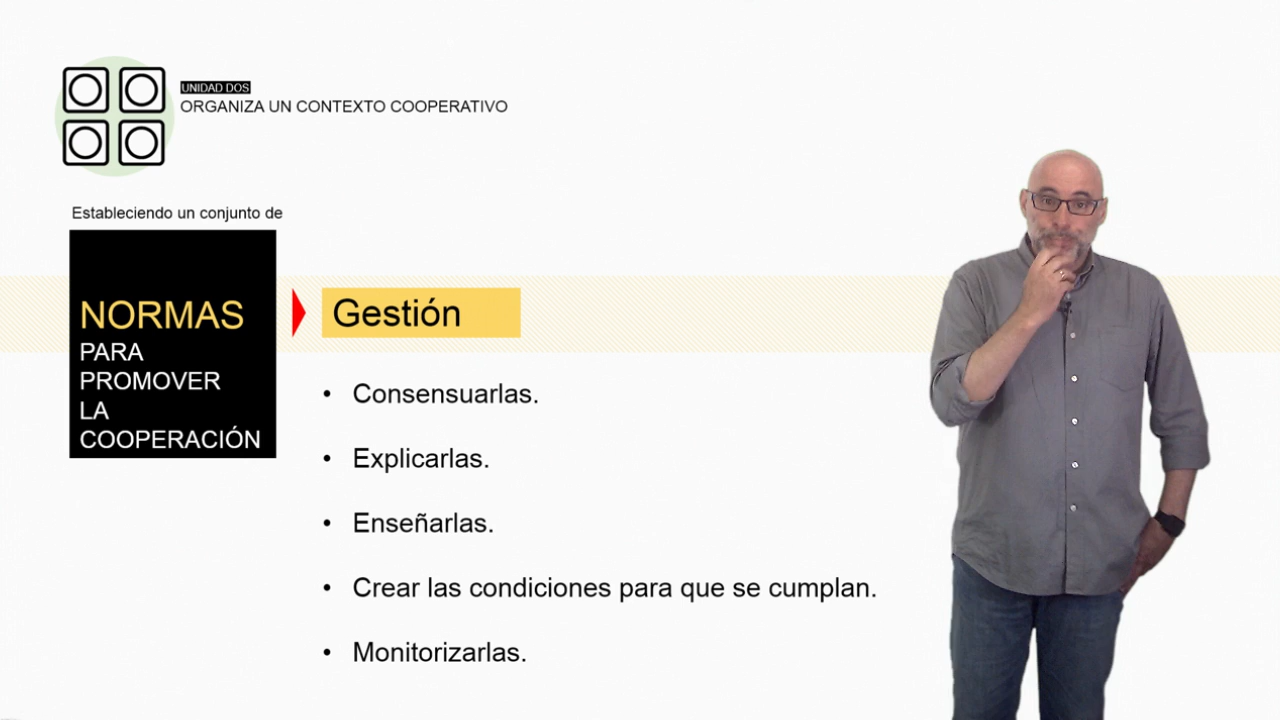 UNIDAD DOS
ORGANIZA UN CONTEXTO COOPERATIVO
Estableciendo un conjunto de
NORMAS
PARA
PROMOVER
LA
COOPERACIÓN
Gestión
• Consensuarlas.
• Explicarlas.
• Enseñarlas.
• Crear las condiciones para que se cumplan.
• Monitorizarlas.